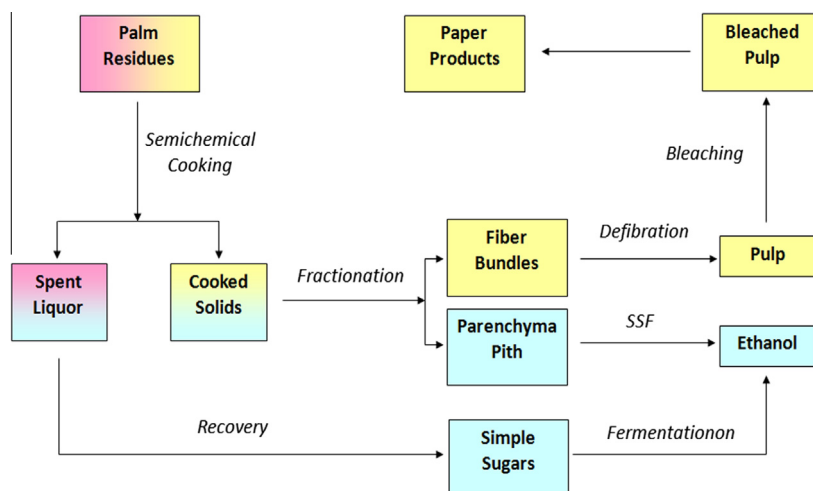 Palm
Residues
Paper
Products
Bleached
Pulp
Semichemical
Cooking
Bleaching
Spent
Liquor
Cooked
Solids
Fractionation
Fiber
Bundles
Defibration
Pulp
Parenchyma
Pith
SSF
Ethanol
Recovery
Simple
Sugars
Fermentationon